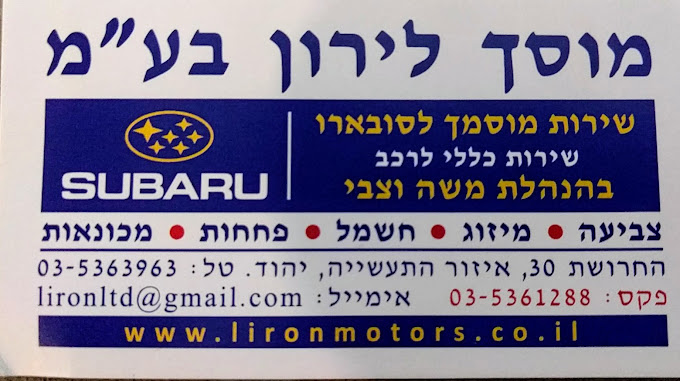 מוסך לירון בע"מ
שירות מוסמך לסובארו
שירות כללי לרכב
בהנהלת משה וצבי
SUBARU
צביעה • מיזוג • חשמל • פחחות • מכונאות
החרושת 30, איזור התעשייה, יהוד. טל: 03-5363963
פקס: 03-5361288 אימייל: lironltd@gmail.com
www.lironmotors.co.il